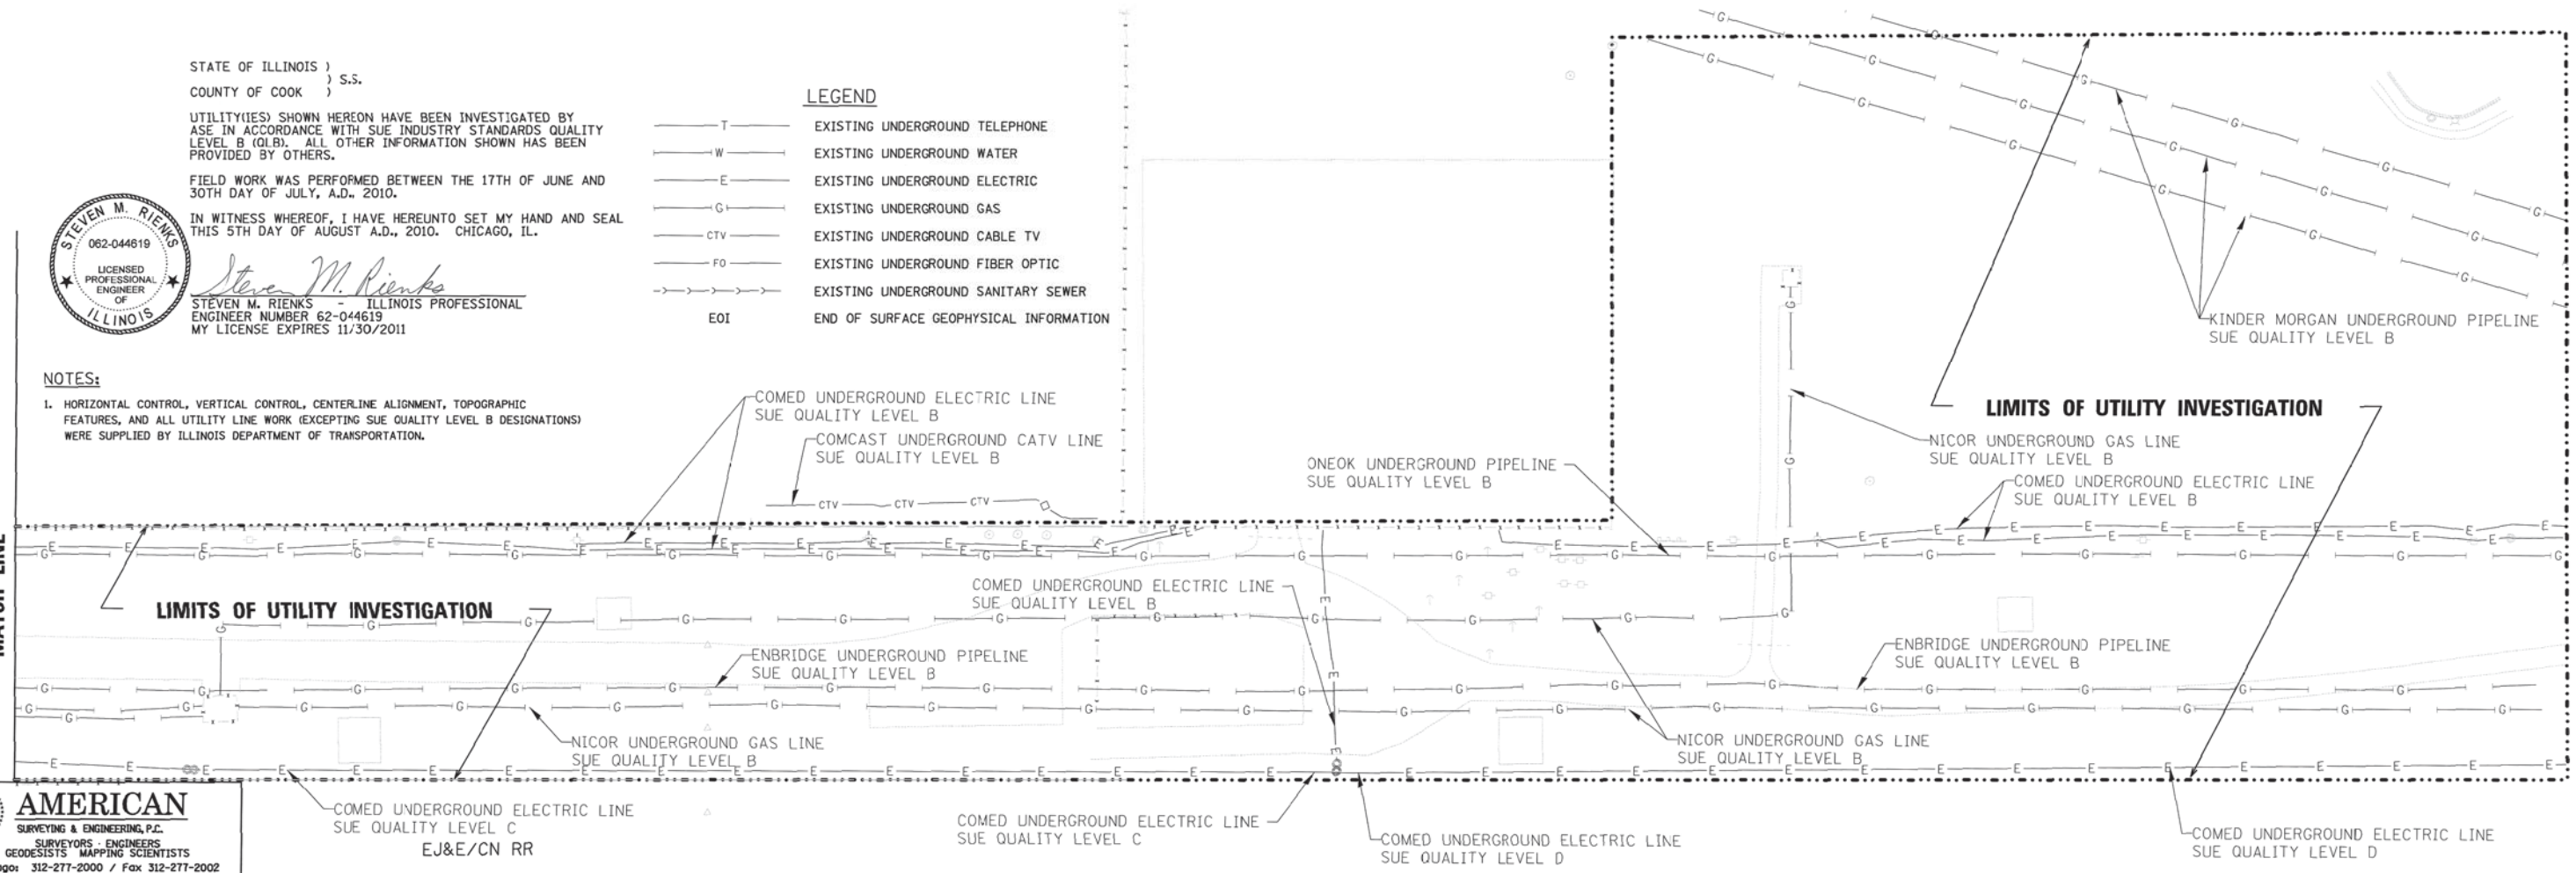 STATE OF ILLINOIS )
) S.S.
COUNTY OF COOK )
UTILITY(IES) SHOWN HEREON HAVE BEEN INVESTIGATED BY
ASE IN ACCORDANCE WITH SUE INDUSTRY STANDARDS QUALITY
LEVEL B (QLB). ALL OTHER INFORMATION SHOWN HAS BEEN
PROVIDED BY OTHERS.
FIELD WORK WAS PERFORMED BETWEEN THE 17TH OF JUNE AND
30TH DAY OF JULY, A.D., 2010.
IN WITNESS WHEREOF, I HAVE HEREUNTO SET MY HAND AND SEAL
THIS 5TH DAY OF AUGUST A.D., 2010. CHICAGO, IL.
STEVEN M. RIENKS
062-044619
LICENSED
PROFESSIONAL
ENGINEER
OF
ILLINOIS
Steven M. Rienks
STEVEN M. RIENKS - ILLINOIS PROFESSIONAL
ENGINEER NUMBER 62-044619
MY LICENSE EXPIRES 11/30/2011
LEGEND
T EXISTING UNDERGROUND TELEPHONE
W EXISTING UNDERGROUND WATER
E EXISTING UNDERGROUND ELECTRIC
G EXISTING UNDERGROUND GAS
CTV EXISTING UNDERGROUND CABLE TV
FO EXISTING UNDERGROUND FIBER OPTIC
EXISTING UNDERGROUND SANITARY SEWER
EOI END OF SURFACE GEOPHYSICAL INFORMATION
NOTES:
1. HORIZONTAL CONTROL, VERTICAL CONTROL, CENTERLINE ALIGNMENT, TOPOGRAPHIC
FEATURES, AND ALL UTILITY LINE WORK (EXCEPTING SUE QUALITY LEVEL B DESIGNATIONS)
WERE SUPPLIED BY ILLINOIS DEPARTMENT OF TRANSPORTATION.
KINDER MORGAN UNDERGROUND PIPELINE
SUE QUALITY LEVEL B
COMED UNDERGROUND ELECTRIC LINE
SUE QUALITY LEVEL B
COMCAST UNDERGROUND CATV LINE
SUE QUALITY LEVEL B
CTV CTV CTV
ONEOK UNDERGROUND PIPELINE
SUE QUALITY LEVEL B
LIMITS OF UTILITY INVESTIGATION
NICOR UNDERGROUND GAS LINE
SUE QUALITY LEVEL B
COMED UNDERGROUND ELECTRIC LINE
SUE QUALITY LEVEL B
LIMITS OF UTILITY INVESTIGATION
COMED UNDERGROUND ELECTRIC LINE
SUE QUALITY LEVEL B
ENBRIDGE UNDERGROUND PIPELINE
SUE QUALITY LEVEL B
ENBRIDGE UNDERGROUND PIPELINE
SUE QUALITY LEVEL B
NICOR UNDERGROUND GAS LINE
SUE QUALITY LEVEL B
NICOR UNDERGROUND GAS LINE
SUE QUALITY LEVEL B
COMED UNDERGROUND ELECTRIC LINE
SUE QUALITY LEVEL C
EJ&E/CN RR
COMED UNDERGROUND ELECTRIC LINE
SUE QUALITY LEVEL C
COMED UNDERGROUND ELECTRIC LINE
SUE QUALITY LEVEL D
COMED UNDERGROUND ELECTRIC LINE
SUE QUALITY LEVEL D
AMERICAN
SURVEYING & ENGINEERING, P.C.
SURVEYORS · ENGINEERS
GEODESISTS MAPPING SCIENTISTS
312-277-2000 / Fax 312-277-2002